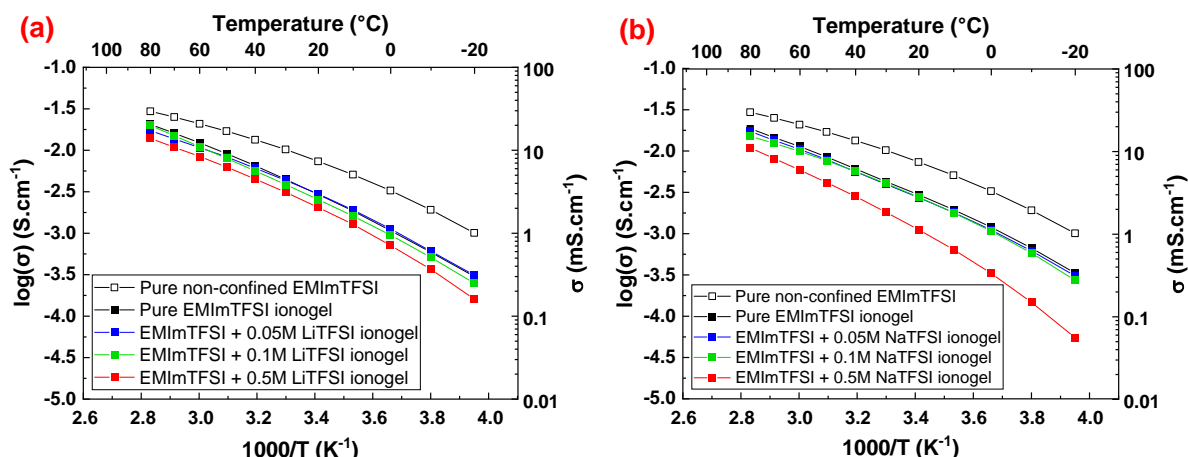 (a)
Temperature (°C)
100 80 60 40 20 0 -20
-1.0
-1.5
-2.0
-2.5
-3.0
-3.5
-4.0
-4.5
-5.0
log(σ) (S.cm-1)
100
10
1
0.1
0.01
σ (mS.cm-1)
Pure non-confined EMImTFSI
Pure EMImTFSI ionogel
EMImTFSI + 0.05M LiTFSI ionogel
EMImTFSI + 0.1M LiTFSI ionogel
EMImTFSI + 0.5M LiTFSI ionogel
2.6 2.8 3.0 3.2 3.4 3.6 3.8 4.0
1000/T (K-1)
(b)
Temperature (°C)
100 80 60 40 20 0 -20
-1.0
-1.5
-2.0
-2.5
-3.0
-3.5
-4.0
-4.5
-5.0
log(σ) (S.cm-1)
100
10
1
0.1
0.01
σ (mS.cm-1)
Pure non-confined EMImTFSI
Pure EMImTFSI ionogel
EMImTFSI + 0.05M NaTFSI ionogel
EMImTFSI + 0.1M NaTFSI ionogel
EMImTFSI + 0.5M NaTFSI ionogel
2.6 2.8 3.0 3.2 3.4 3.6 3.8 4.0
1000/T (K-1)